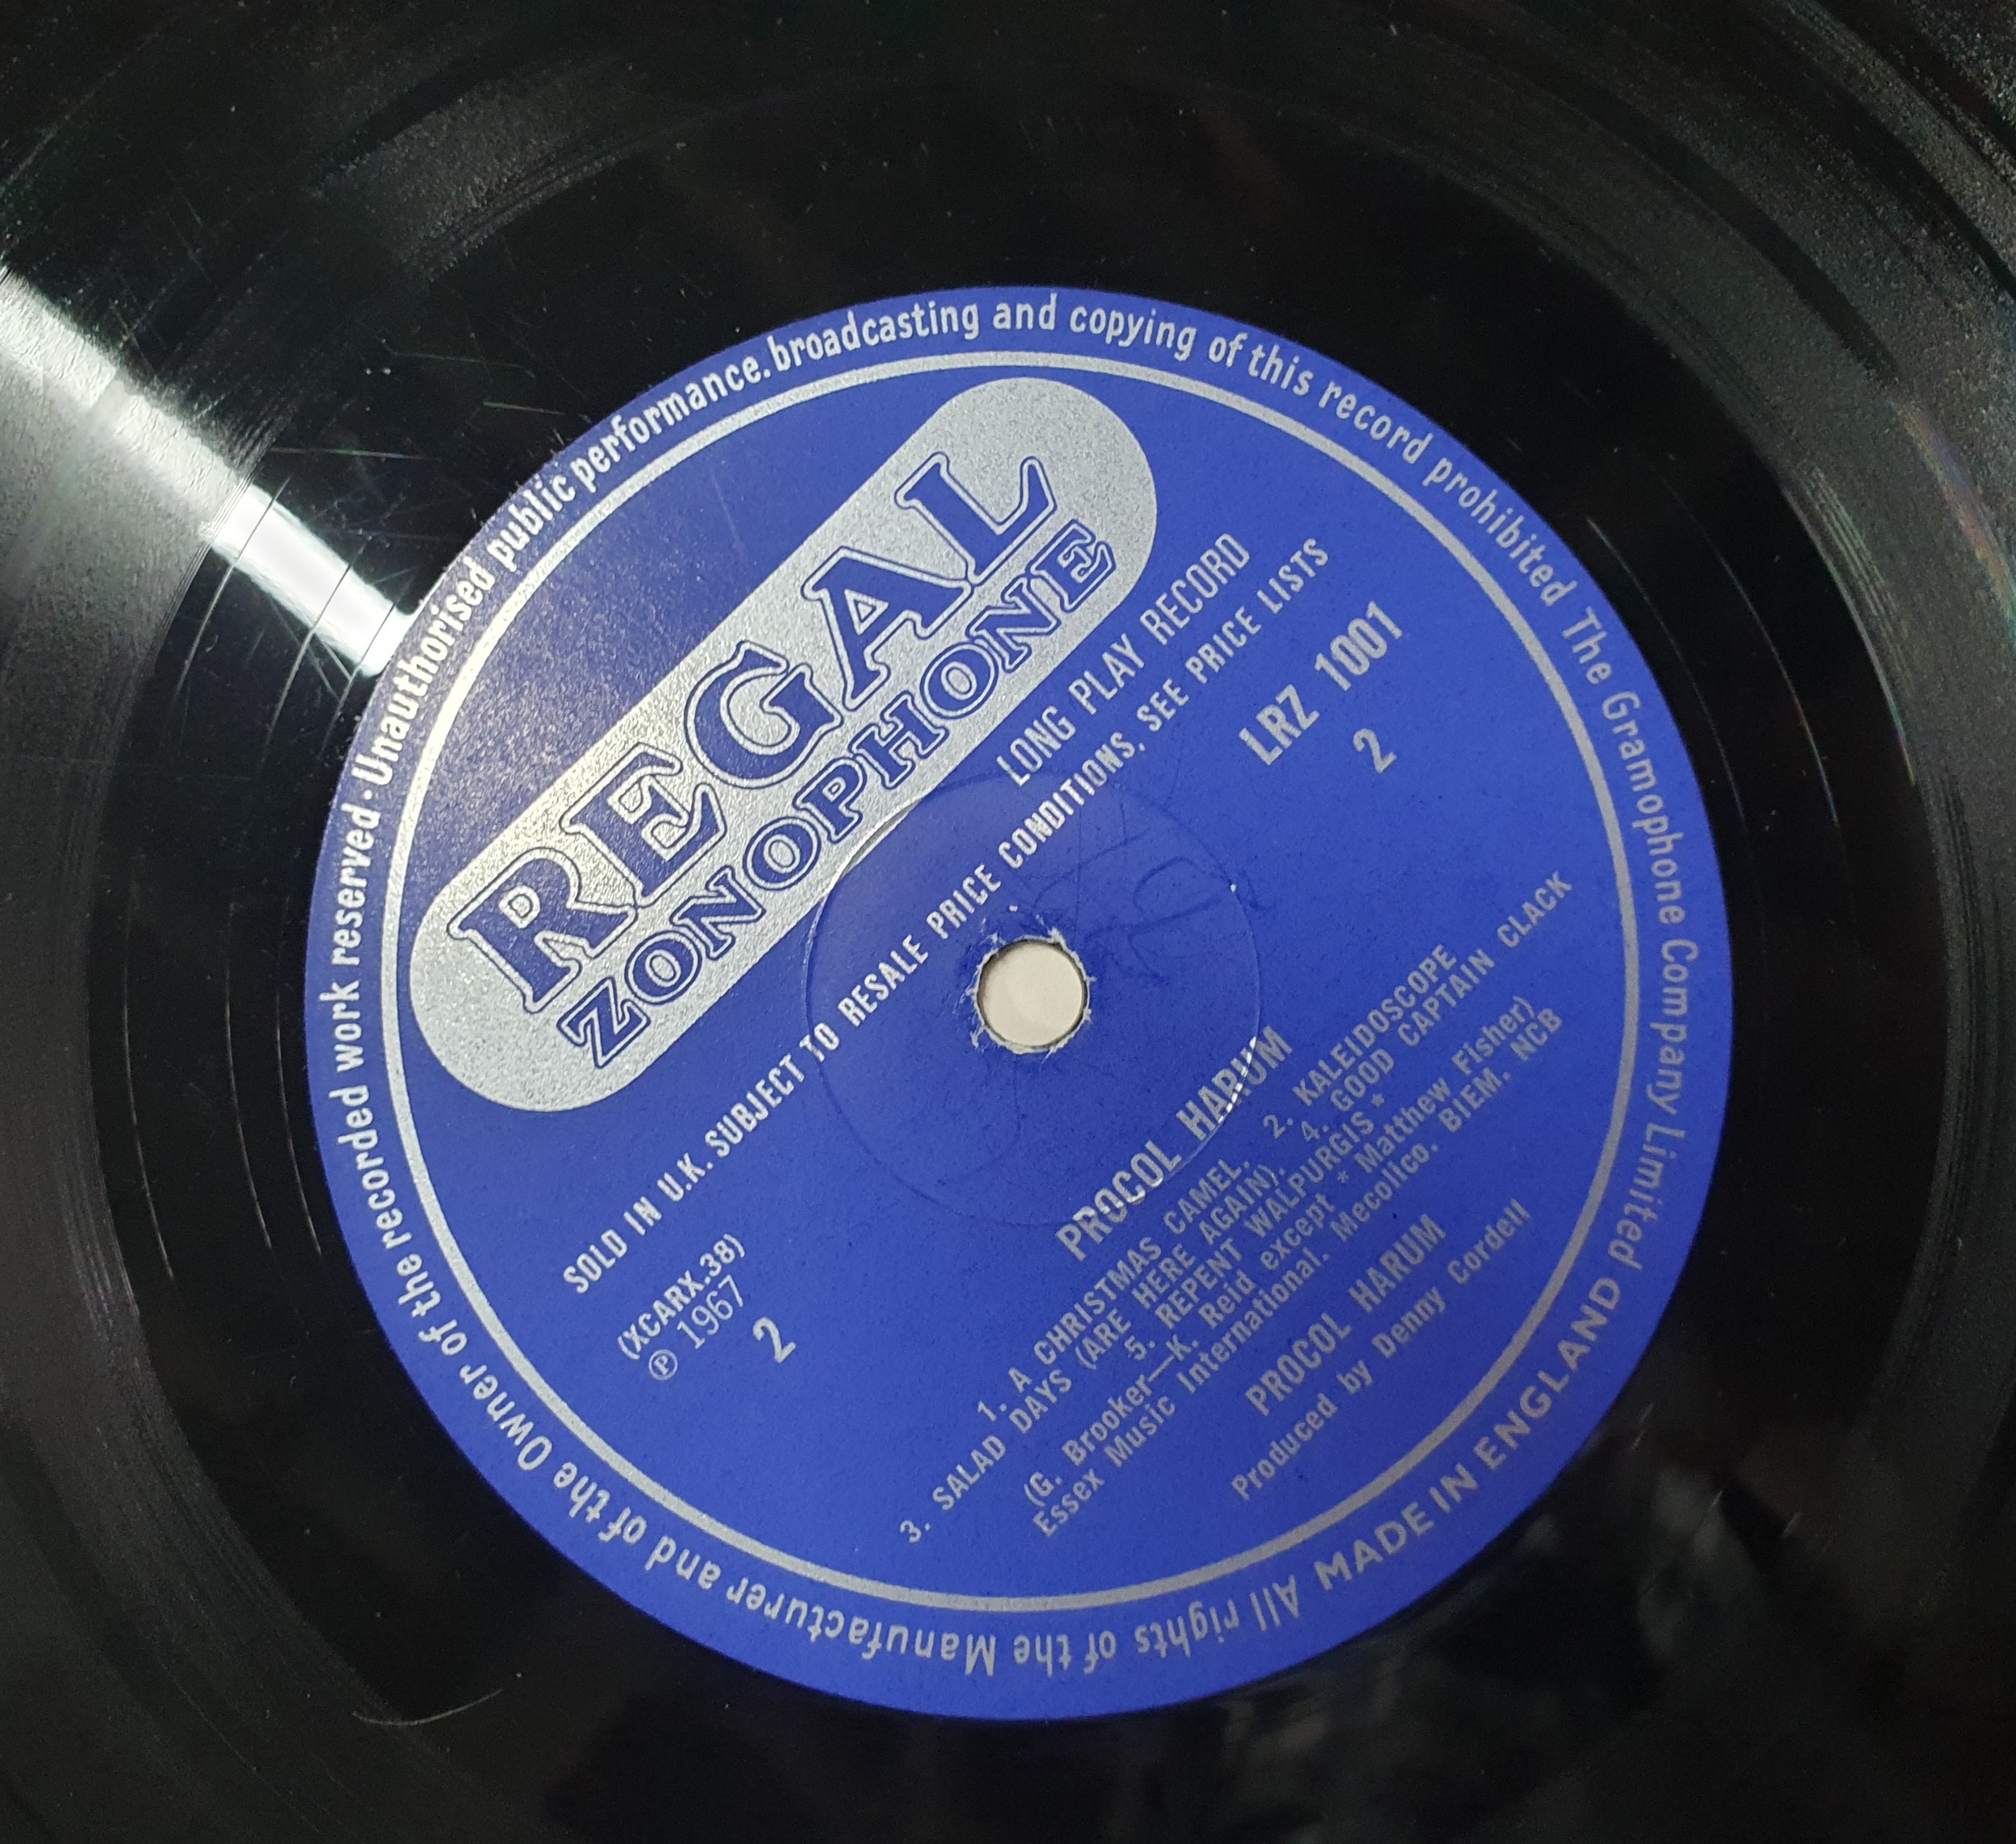 REGAL
ZONOPHONE
LONG PLAY RECORD
SOLD IN U.K. SUBJECT TO RESALE PRICE CONDITIONS, SEE PRICE LISTS
LRZ 1001
2
(XCARX.38)
Ⓟ 1967
2
PROCOL HARUM
1. A CHRISTMAS CAMEL. 2. KALEIDOSCOPE
3. SALAD DAYS (ARE HERE AGAIN). 4. GOOD CAPTAIN CLACK
5. REPENT WALPURGIS *
(G. Brooker—K. Reid except * Matthew Fisher)
Essex Music International. Mecolico. BIEM. NCB
PROCOL HARUM
Produced by Denny Cordell
MADE IN ENGLAND
All rights of the Manufacturer and of the Owner of the recorded work reserved · Unauthorised public performance. broadcasting and copying of this record prohibited The Gramophone Company Limited